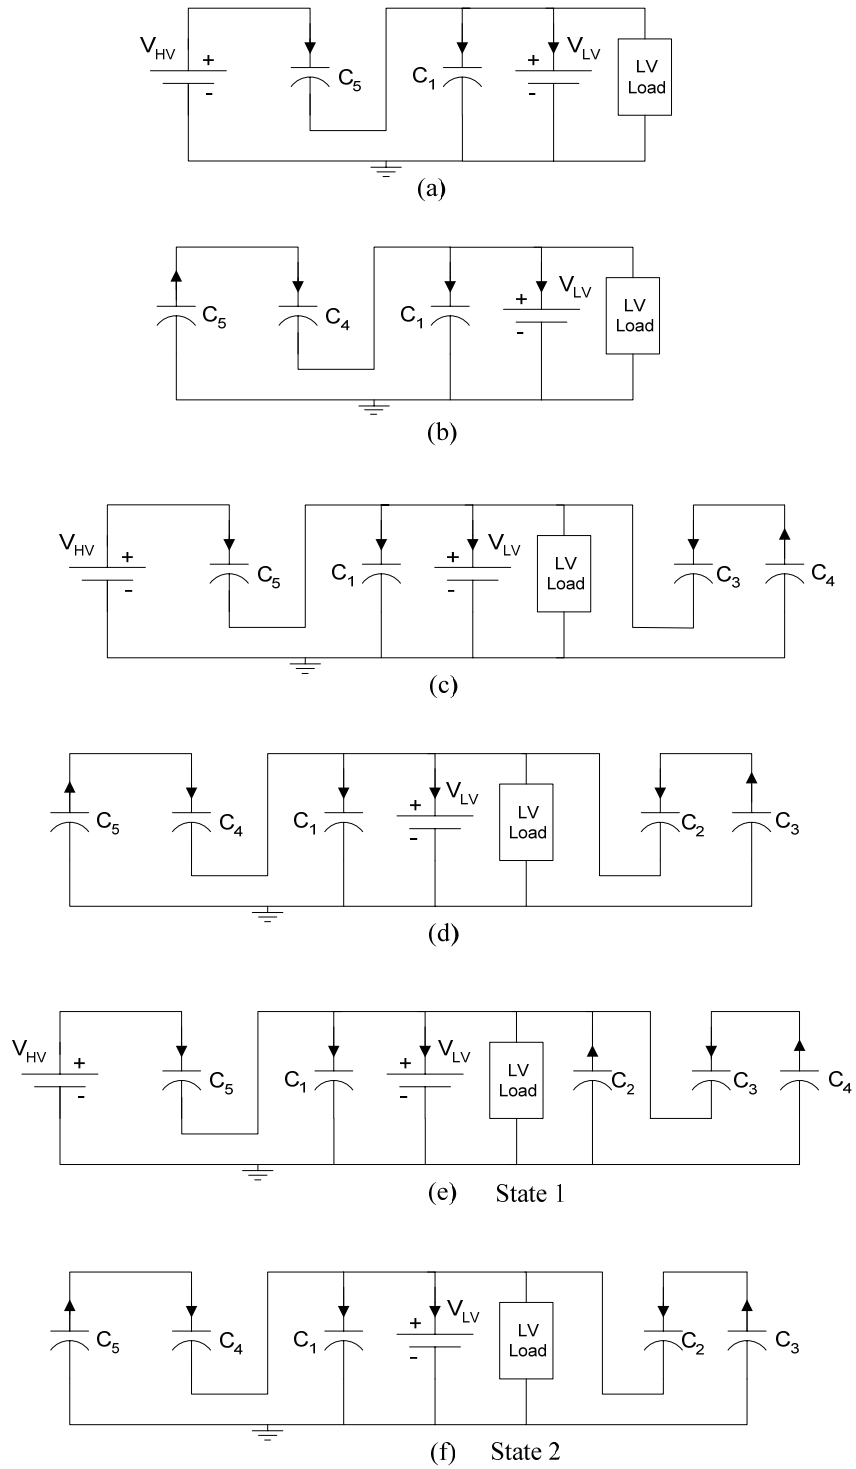 V_HV + - C_5 C_1 + - V_LV LV Load
(a)
C_5 C_4 C_1 + - V_LV LV Load
(b)
V_HV + - C_5 C_1 + - V_LV LV Load C_3 C_4
(c)
C_5 C_4 C_1 + - V_LV LV Load C_2 C_3
(d)
V_HV + - C_5 C_1 + - V_LV LV Load C_2 C_3 C_4
(e) State 1
C_5 C_4 C_1 + - V_LV LV Load C_2 C_3
(f) State 2